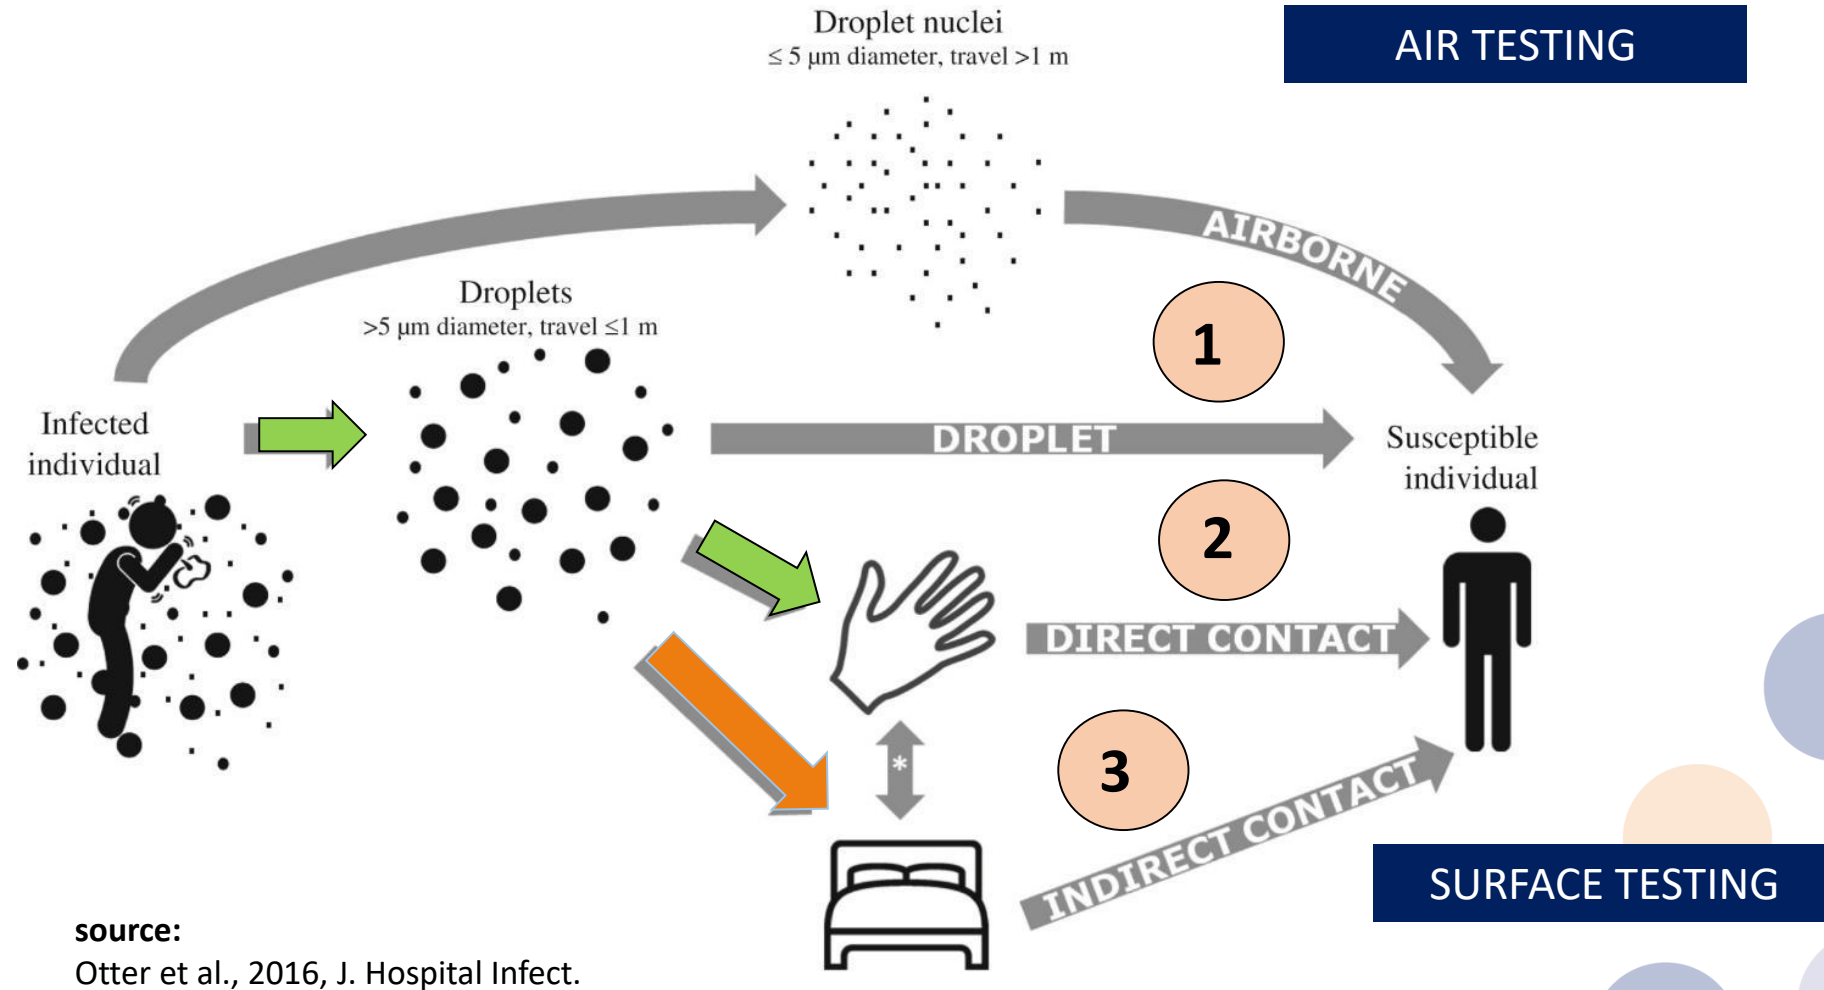 Droplet nuclei
≤ 5 µm diameter, travel >1 m
AIR TESTING
AIRBORNE
Droplets
>5 µm diameter, travel ≤1 m
1
Infected
individual
DROPLET
Susceptible
individual
2
DIRECT CONTACT
3
*
INDIRECT CONTACT
SURFACE TESTING
source:
Otter et al., 2016, J. Hospital Infect.